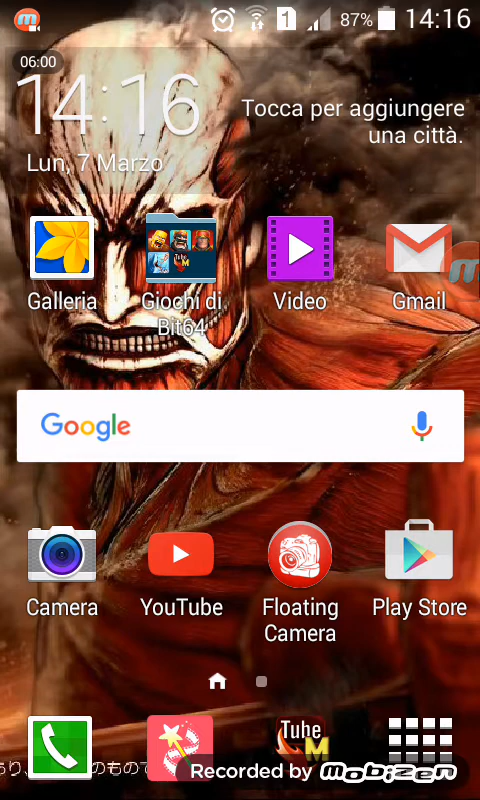 1 87% 14:16
06:00
14:16
Tocca per aggiungere
una città.
Lun, 7 Marzo
Galleria
Giochi di
Bit64
Video
Gmail
Google
Camera
YouTube
Floating
Camera
Play Store
Tube
M
Recorded by mobizen